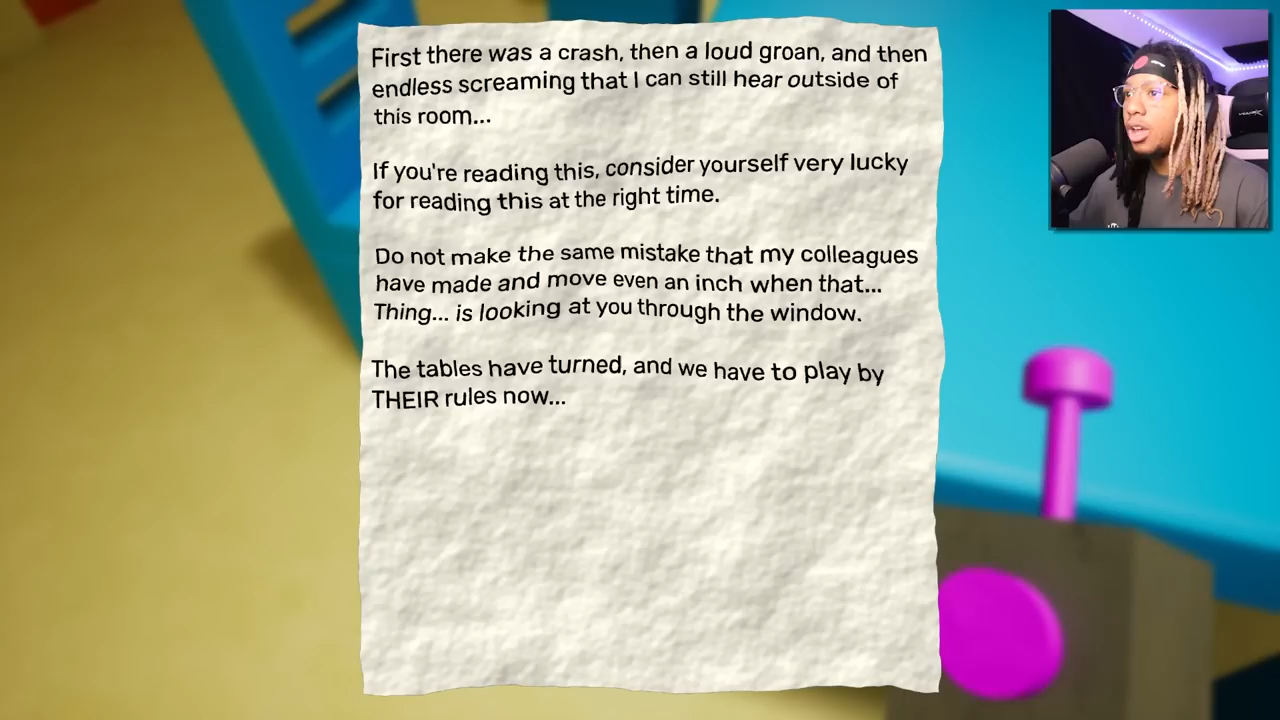 First there was a crash, then a loud groan, and then
endless screaming that I can still hear outside of
this room...
If you're reading this, consider yourself very lucky
for reading this at the right time.
Do not make the same mistake that my colleagues
have made and move even an inch when that...
Thing... is looking at you through the window.
The tables have turned, and we have to play by
THEIR rules now...